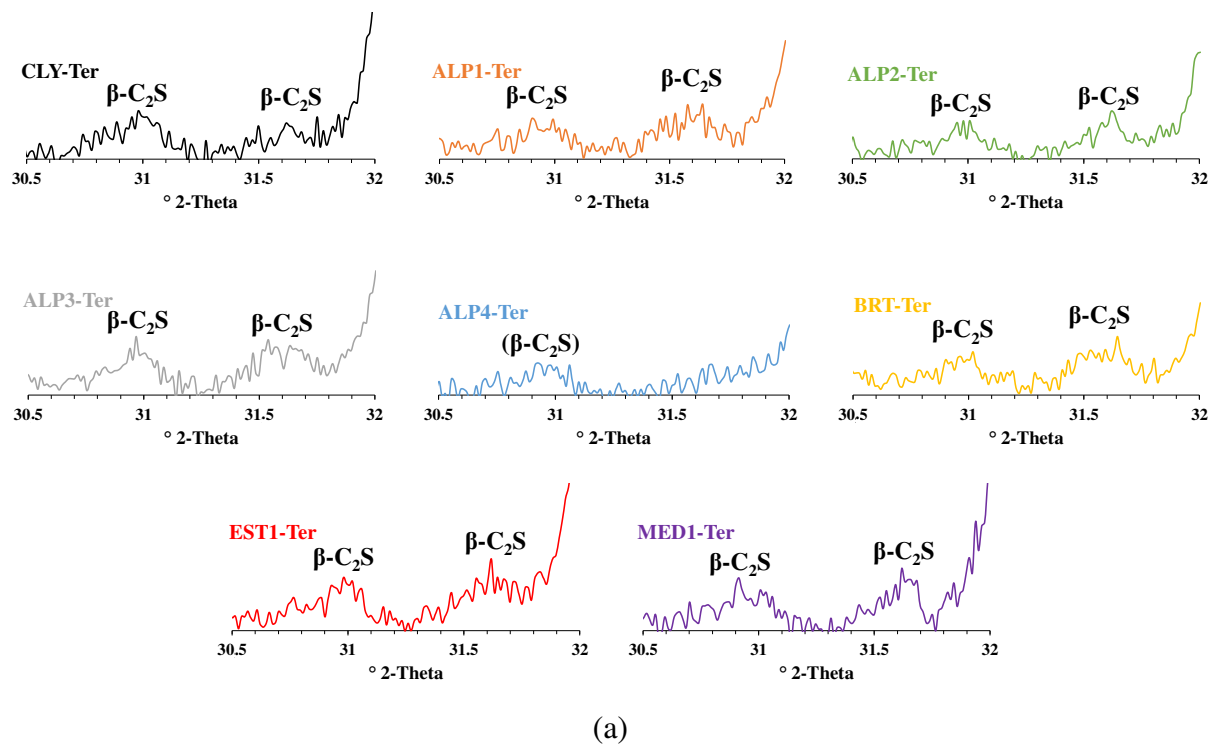 CLY-Ter
β-C₂S β-C₂S
30.5 31 31.5 32
° 2-Theta
ALP1-Ter
β-C₂S β-C₂S
30.5 31 31.5 32
° 2-Theta
ALP2-Ter
β-C₂S β-C₂S
30.5 31 31.5 32
° 2-Theta
ALP3-Ter
β-C₂S β-C₂S
30.5 31 31.5 32
° 2-Theta
ALP4-Ter
(β-C₂S)
30.5 31 31.5 32
° 2-Theta
BRT-Ter
β-C₂S β-C₂S
30.5 31 31.5 32
° 2-Theta
EST1-Ter
β-C₂S β-C₂S
30.5 31 31.5 32
° 2-Theta
MED1-Ter
β-C₂S β-C₂S
30.5 31 31.5 32
° 2-Theta
(a)